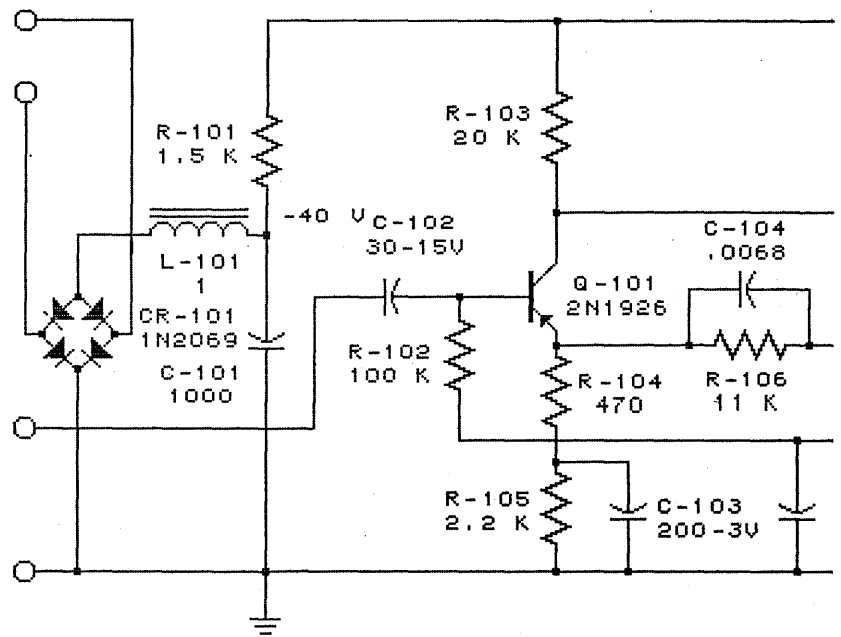 R-103
20 K
R-101
1.5 K
-40 V
C-102
30-15V
C-104
.0068
L-101
1
Q-101
2N1926
CR-101
1N2069
R-102
100 K
C-101
1000
R-104
470
R-106
11 K
R-105
2.2 K
C-103
200-3V